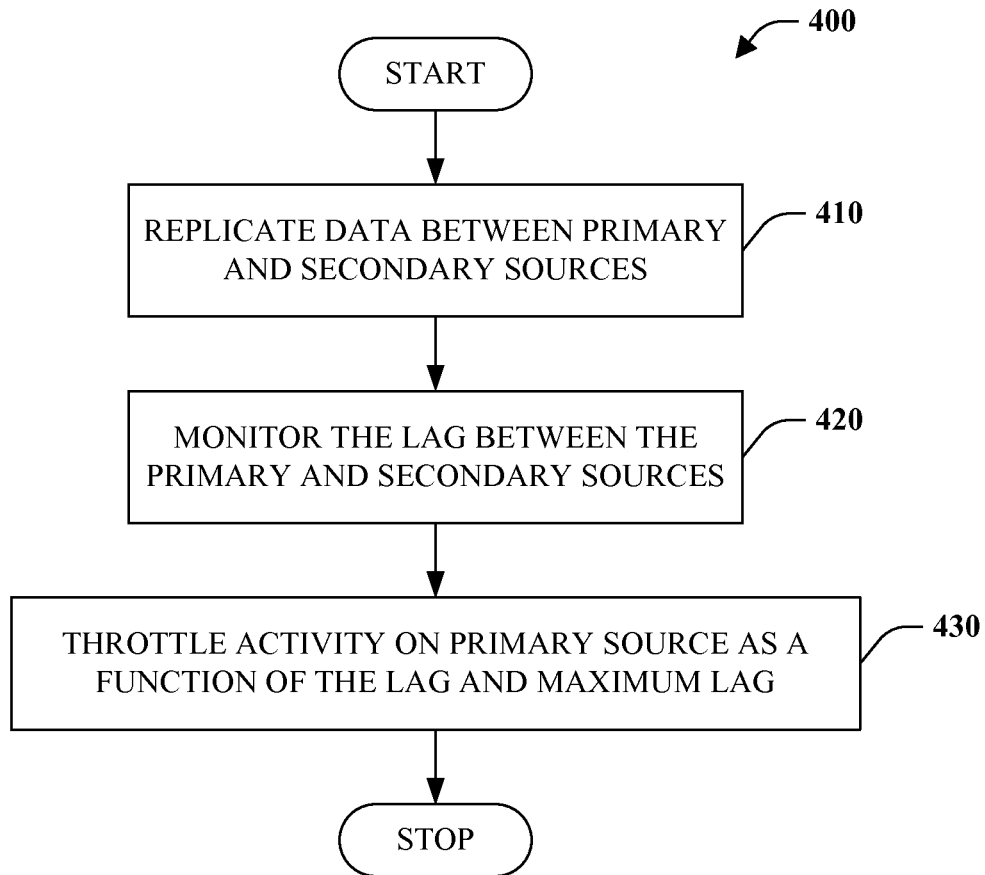 400
START
REPLICATE DATA BETWEEN PRIMARY
AND SECONDARY SOURCES
410
MONITOR THE LAG BETWEEN THE
PRIMARY AND SECONDARY SOURCES
420
THROTTLE ACTIVITY ON PRIMARY SOURCE AS A
FUNCTION OF THE LAG AND MAXIMUM LAG
430
STOP